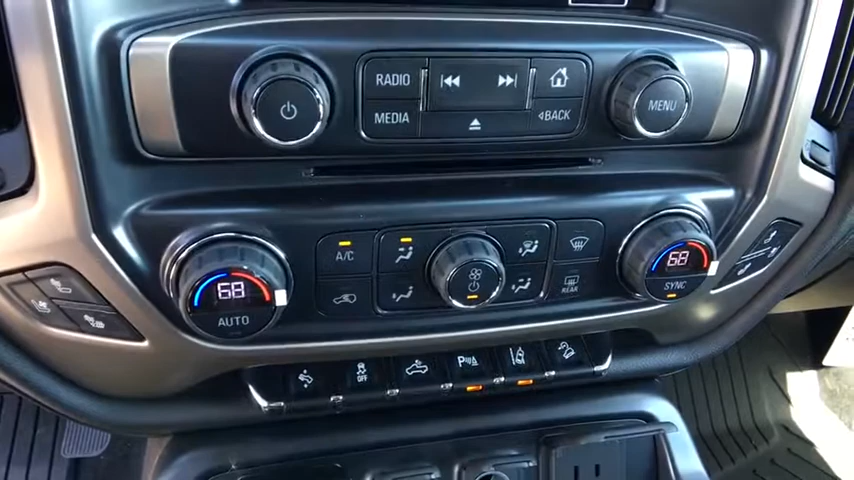 RADIO
MEDIA
BACK
MENU
A/C
REAR
68
AUTO
68
SYNC
OFF
P